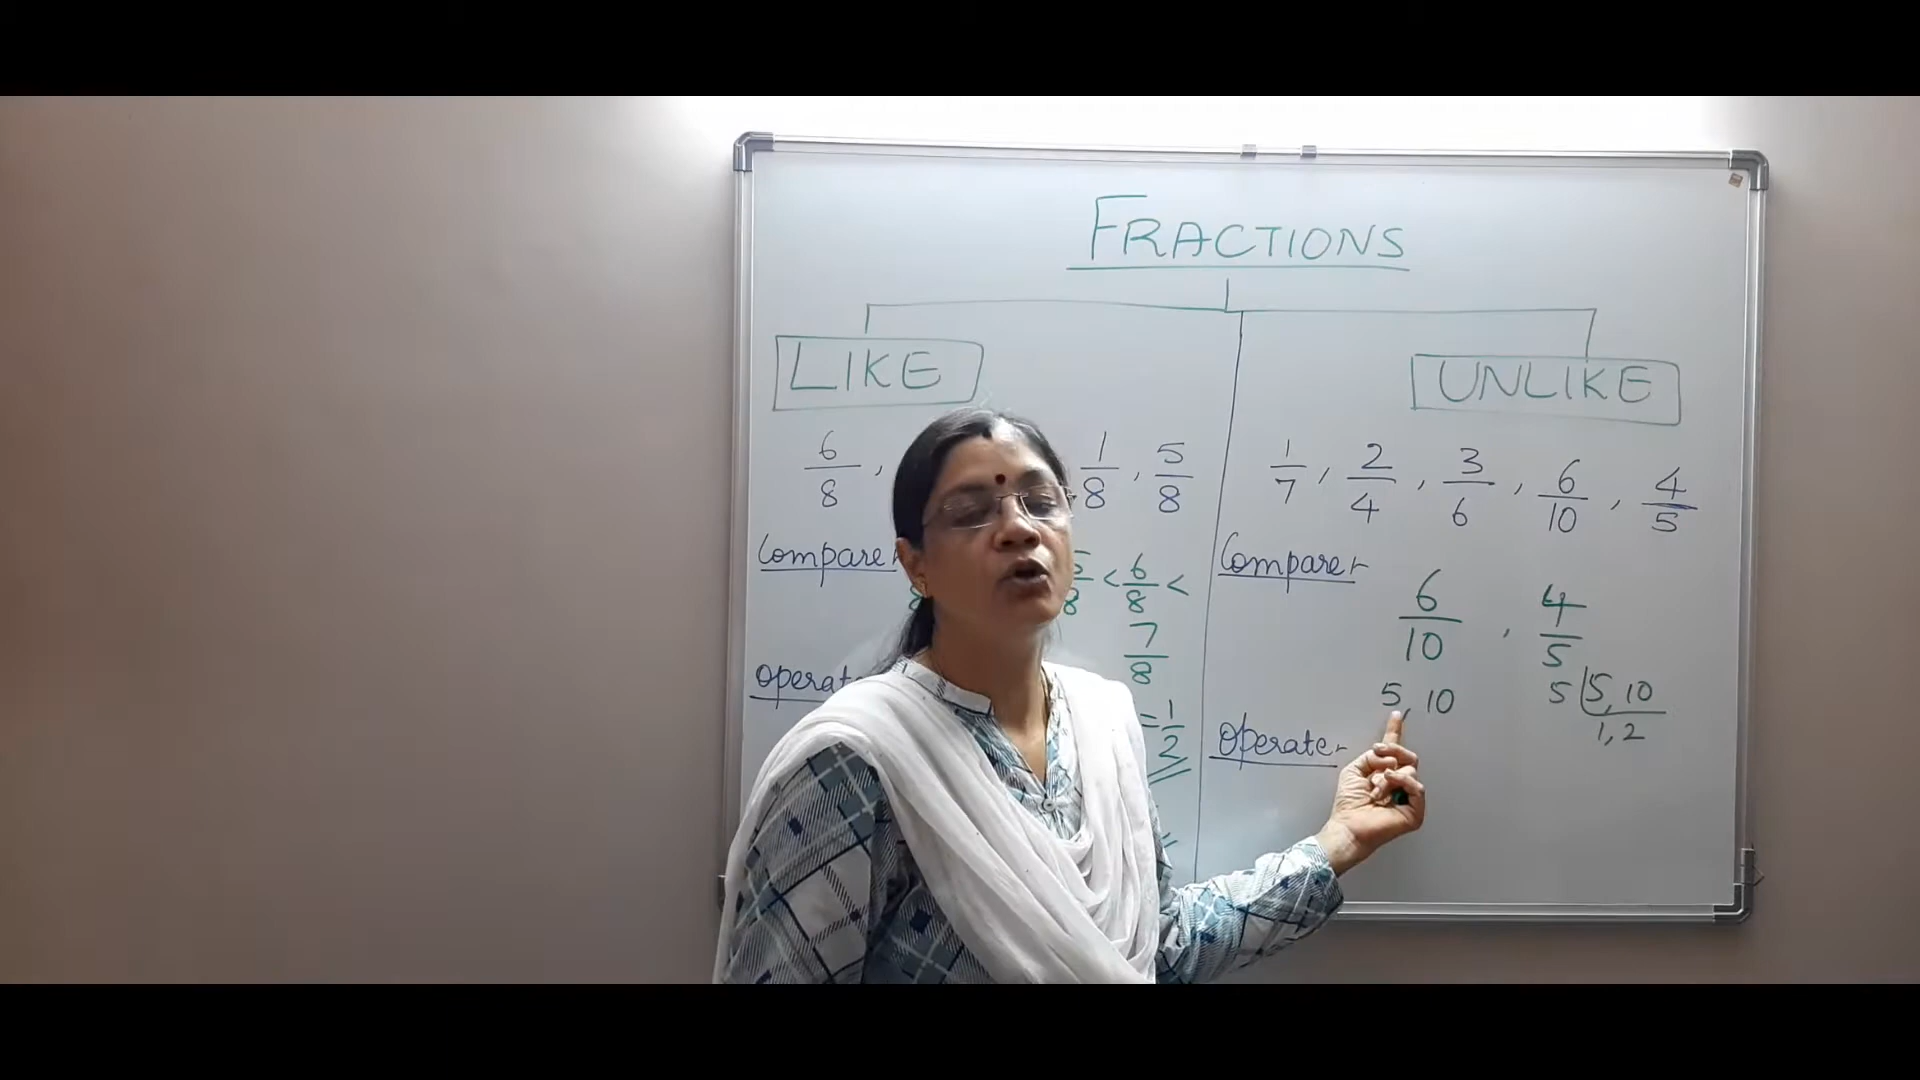 FRACTIONS
LIKE
6/8 , 1/8 , 5/8
Compare:-
5/8 < 6/8 <
7/8
Operate
= 1/2
UNLIKE
1/7 , 2/4 , 3/6 , 6/10 , 4/5
Compare:-
6/10 , 4/5
5, 10
5 | 5, 10
1, 2
Operate:-